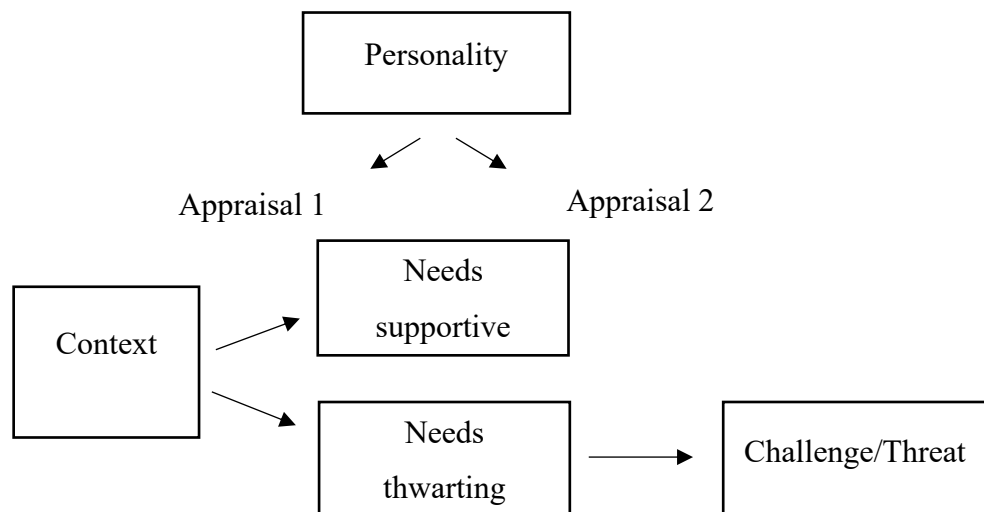 Personality
Appraisal 1
Appraisal 2
Needs
supportive
Context
Needs
thwarting
Challenge/Threat